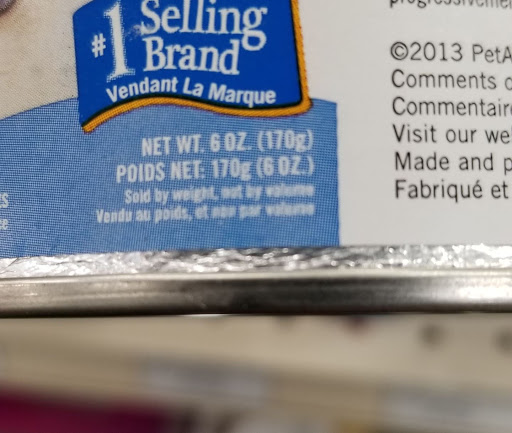 #1 Selling
Brand
Vendant La Marque
NET WT. 6 OZ. (170g)
POIDS NET: 170g (6 OZ.)
Sold by weight, not by volume
Vendu au poids, et non par volume
©2013 PetA
Comments o
Commentaire
Visit our we
Made and p
Fabriqué et